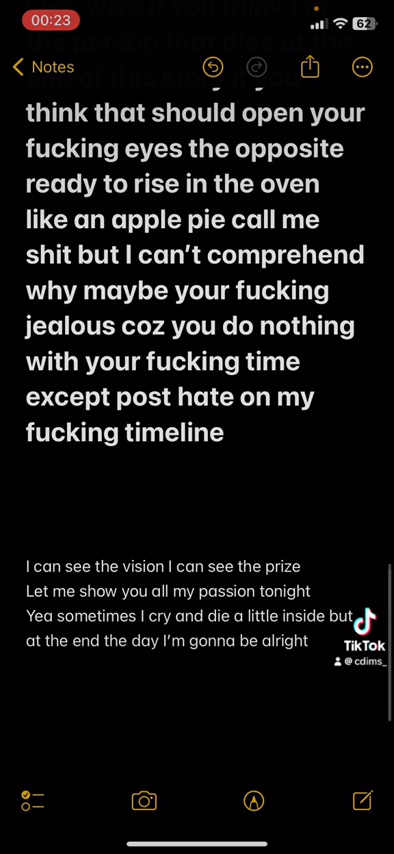 00:23
62
Notes
think that should open your
fucking eyes the opposite
ready to rise in the oven
like an apple pie call me
shit but I can't comprehend
why maybe your fucking
jealous coz you do nothing
with your fucking time
except post hate on my
fucking timeline
I can see the vision I can see the prize
Let me show you all my passion tonight
Yea sometimes I cry and die a little inside but
at the end the day I'm gonna be alright
TikTok
@cdims_